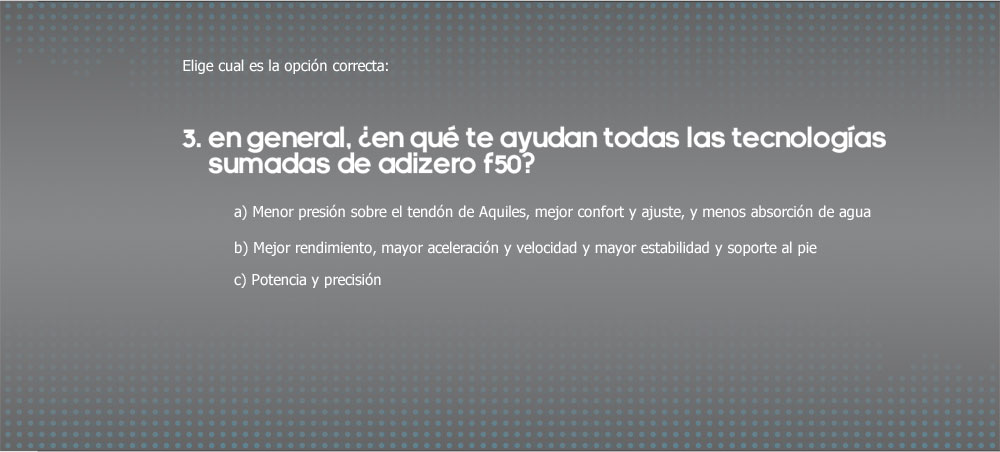 Elige cual es la opción correcta:
3. en general, ¿en qué te ayudan todas las tecnologías
sumadas de adizero f50?
a) Menor presión sobre el tendón de Aquiles, mejor confort y ajuste, y menos absorción de agua
b) Mejor rendimiento, mayor aceleración y velocidad y mayor estabilidad y soporte al pie
c) Potencia y precisión